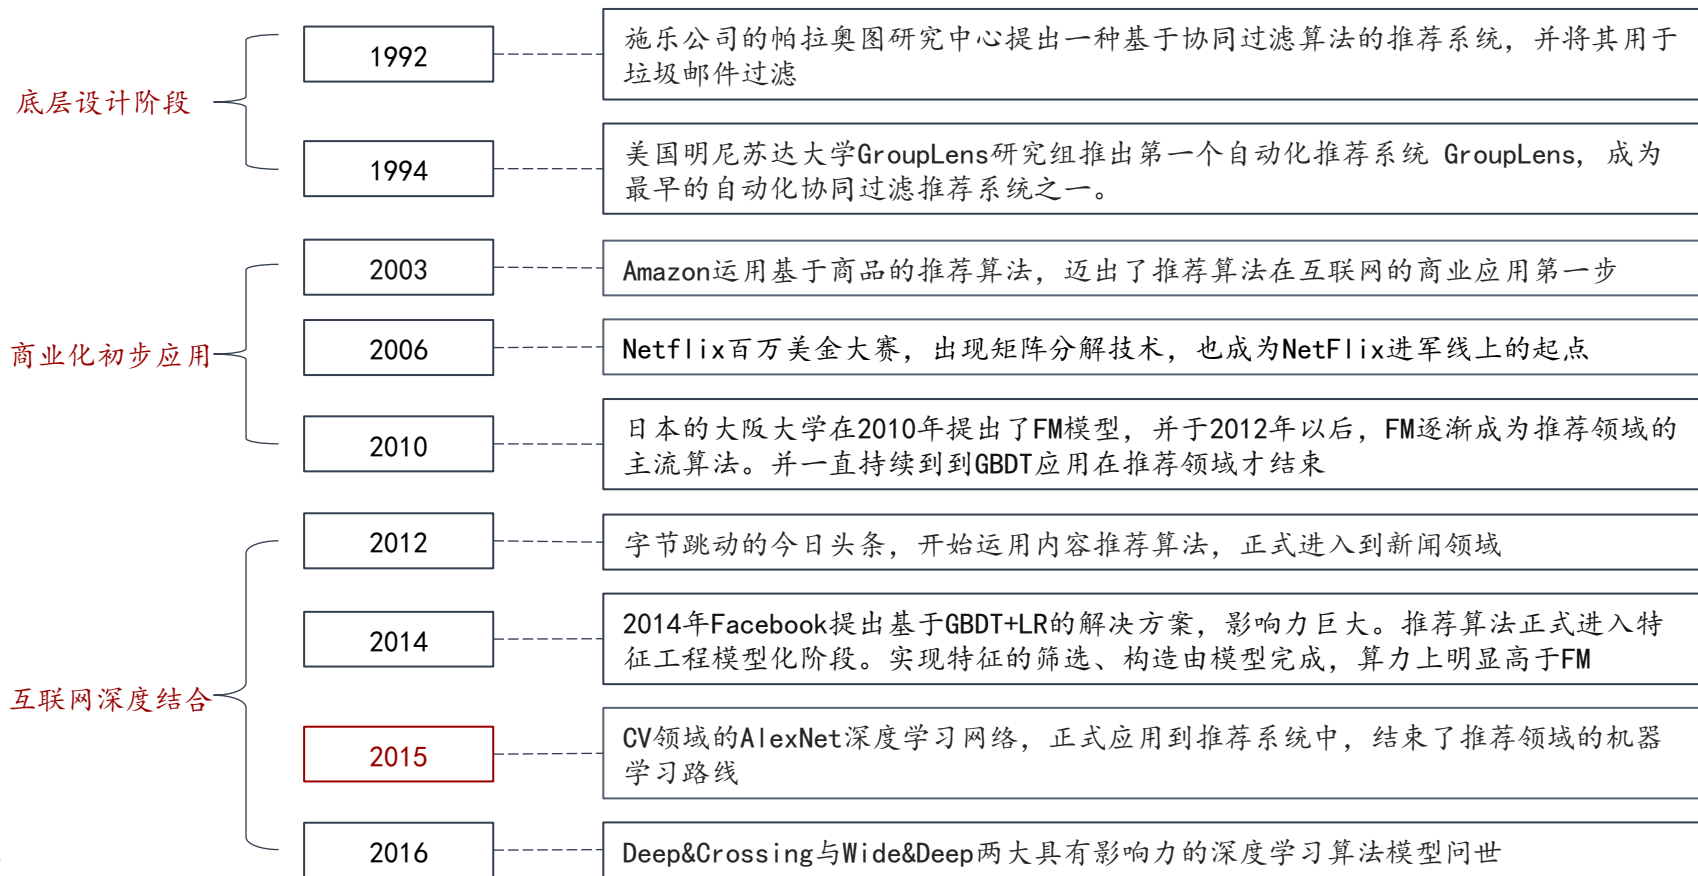 底层设计阶段
1992
施乐公司的帕拉奥图研究中心提出一种基于协同过滤算法的推荐系统，并将其用于
垃圾邮件过滤
1994
美国明尼苏达大学GroupLens研究组推出第一个自动化推荐系统 GroupLens, 成为
最早的自动化协同过滤推荐系统之一。
商业化初步应用
2003
Amazon运用基于商品的推荐算法，迈出了推荐算法在互联网的商业应用第一步
2006
Netflix百万美金大赛，出现矩阵分解技术，也成为NetFlix进军线上的起点
2010
日本的大阪大学在2010年提出了FM模型，并于2012年以后，FM逐渐成为推荐领域的
主流算法。并一直持续到到GBDT应用在推荐领域才结束
互联网深度结合
2012
字节跳动的今日头条，开始运用内容推荐算法，正式进入到新闻领域
2014
2014年Facebook提出基于GBDT+LR的解决方案，影响力巨大。推荐算法正式进入特
征工程模型化阶段。实现特征的筛选、构造由模型完成，算力上明显高于FM
2015
CV领域的AlexNet深度学习网络，正式应用到推荐系统中，结束了推荐领域的机器
学习路线
2016
Deep&Crossing与Wide&Deep两大具有影响力的深度学习算法模型问世